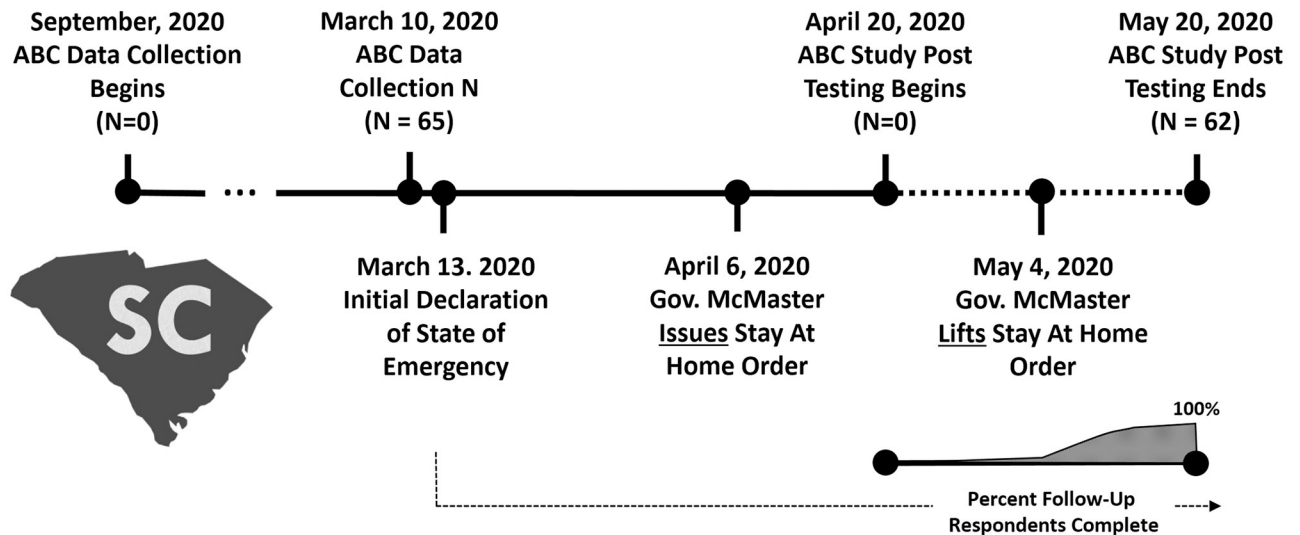 September, 2020
ABC Data Collection
Begins
(N=0)
March 10, 2020
ABC Data
Collection N
(N = 65)
April 20, 2020
ABC Study Post
Testing Begins
(N=0)
May 20, 2020
ABC Study Post
Testing Ends
(N = 62)
...
SC
March 13. 2020
Initial Declaration
of State of
Emergency
April 6, 2020
Gov. McMaster
Issues Stay At
Home Order
May 4, 2020
Gov. McMaster
Lifts Stay At Home
Order
100%
Percent Follow-Up
Respondents Complete